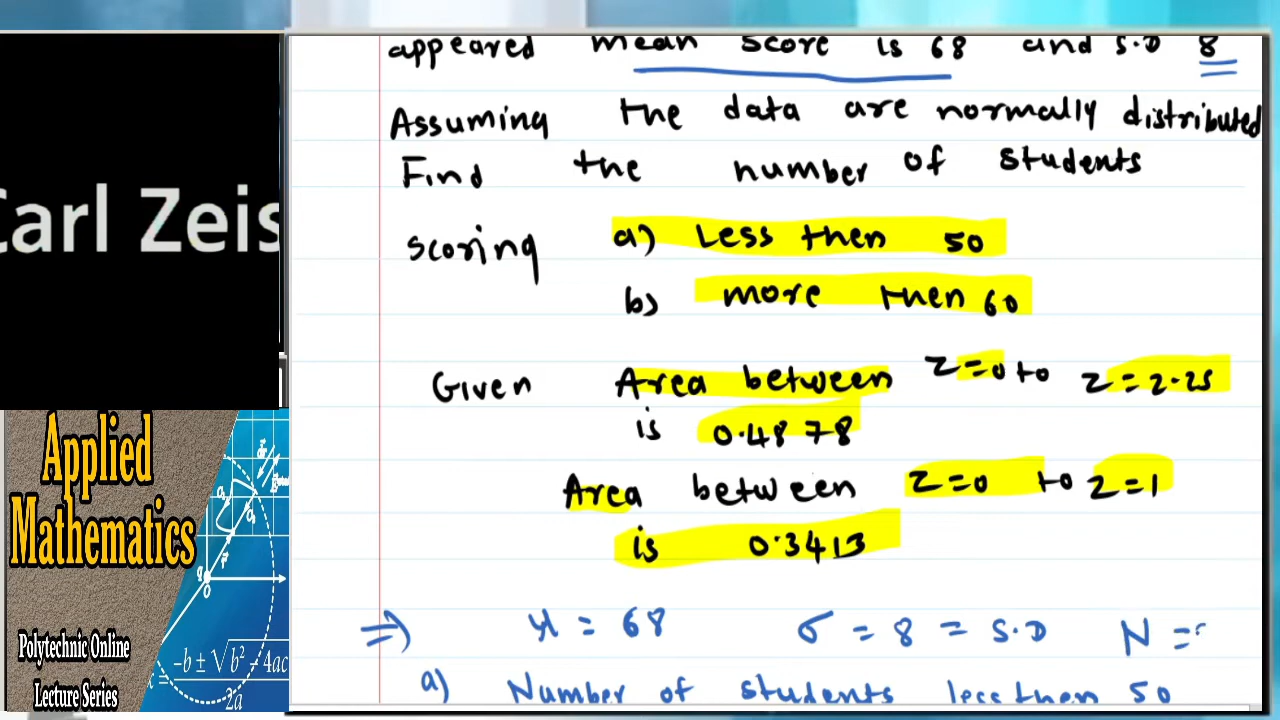 appeared mean score is 68 and S.D 8
Assuming the data are normally distributed
Find the number of students
scoring a) Less then 50
b) more then 60
Given Area between Z=0 to Z=2.25
is 0.4878
Area between Z=0 to Z=1
is 0.3413
=> x = 68 σ = 8 = S.D N =
a) Number of students less then 50
Carl Zeis
Applied
Mathematics
Polytechnic Online
Lecture Series
-b ± √b² - 4ac
2a